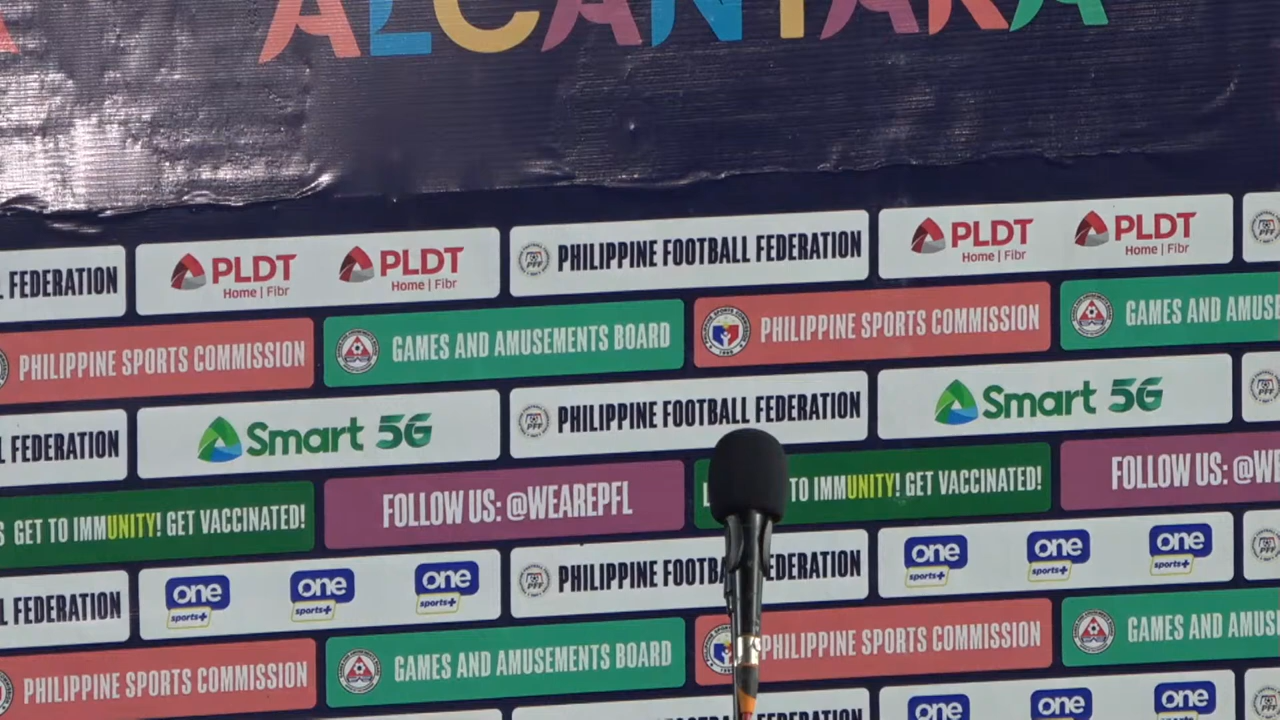 ALCANTARA
FEDERATION PLDT Home | Fibr PLDT Home | Fibr PHILIPPINE FOOTBALL FEDERATION PLDT Home | Fibr PLDT Home | Fibr
PHILIPPINE SPORTS COMMISSION GAMES AND AMUSEMENTS BOARD PHILIPPINE SPORTS COMMISSION GAMES AND AMUS
FEDERATION Smart 5G PHILIPPINE FOOTBALL FEDERATION Smart 5G
GET TO IMMUNITY! GET VACCINATED! FOLLOW US: @WEAREPFL TO IMMUNITY! GET VACCINATED! FOLLOW US: @WE
FEDERATION one sports+ one sports+ one sports+ PHILIPPINE FOOTBA EDERATION one sports+ one sports+ one sports+
PHILIPPINE SPORTS COMMISSION GAMES AND AMUSEMENTS BOARD PHILIPPINE SPORTS COMMISSION GAMES AND AMUS
one one one